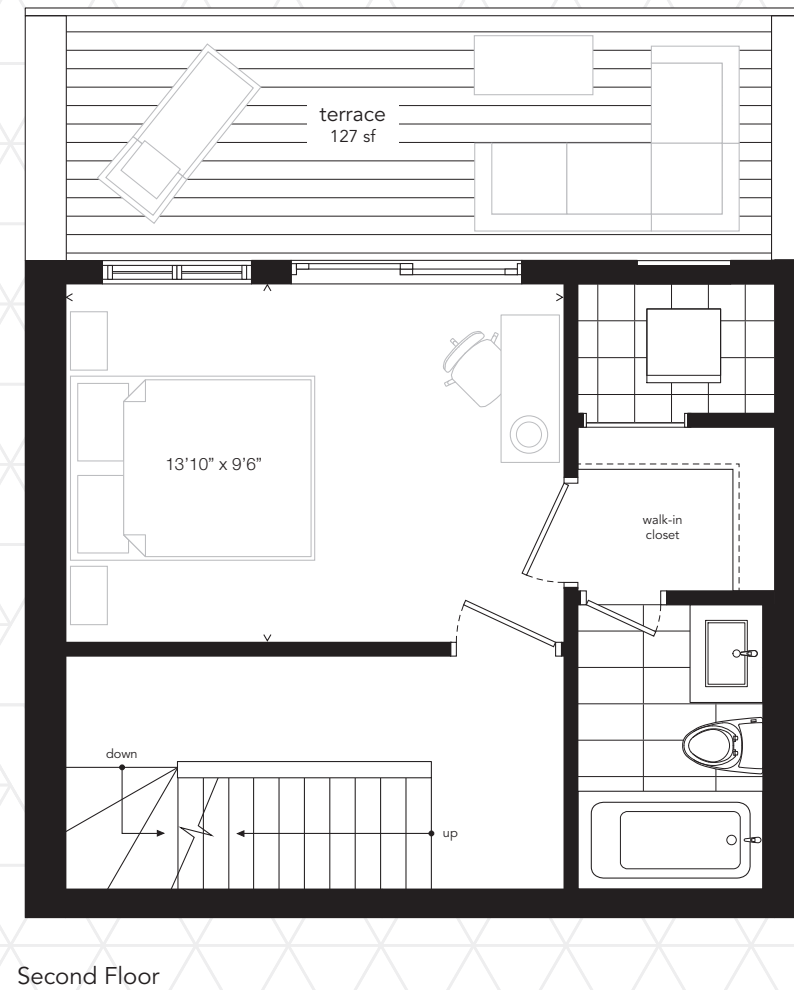 terrace
127 sf
13’10” x 9’6”
walk-in
closet
down
up
Second Floor